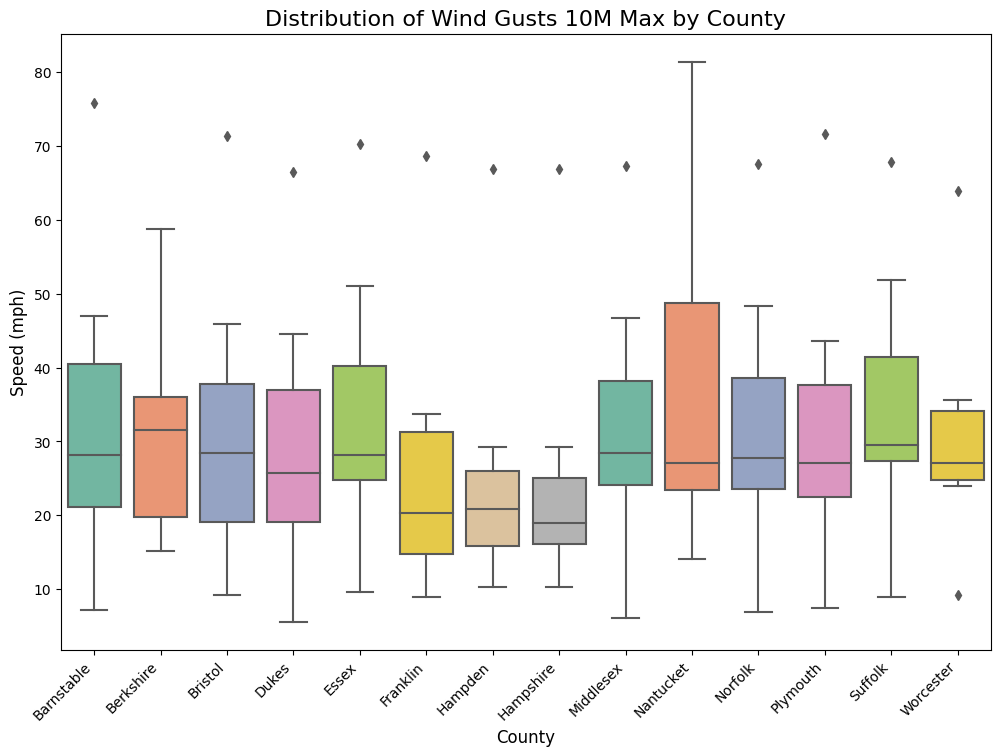 Distribution of Wind Gusts 10M Max by County
Speed (mph)
80
70
60
50
40
30
20
10
Barnstable
Berkshire
Bristol
Dukes
Essex
Franklin
Hampden
Hampshire
Middlesex
Nantucket
Norfolk
Plymouth
Suffolk
Worcester
County